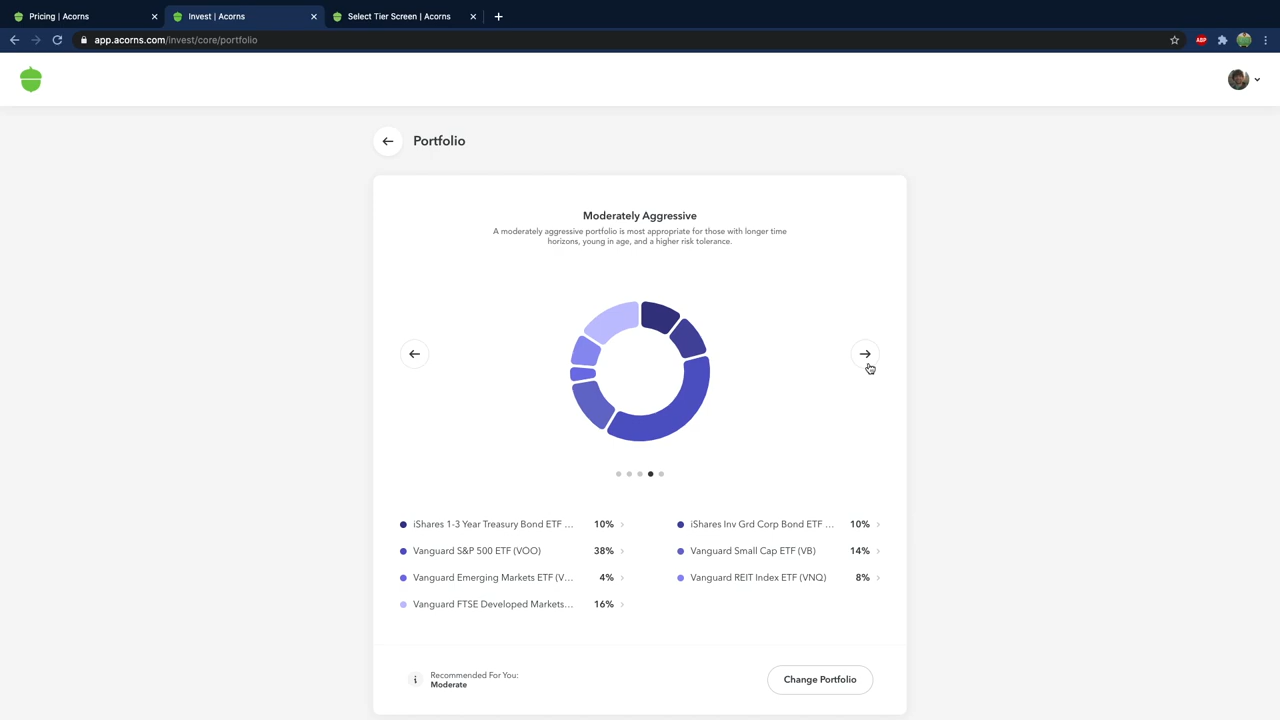 Pricing | Acorns
Invest | Acorns
Select Tier Screen | Acorns
app.acorns.com/invest/core/portfolio
ABP
Portfolio
Moderately Aggressive
A moderately aggressive portfolio is most appropriate for those with longer time
horizons, young in age, and a higher risk tolerance.
iShares 1-3 Year Treasury Bond ETF ... 10%
iShares Inv Grd Corp Bond ETF ... 10%
Vanguard S&P 500 ETF (VOO) 38%
Vanguard Small Cap ETF (VB) 14%
Vanguard Emerging Markets ETF (V... 4%
Vanguard REIT Index ETF (VNQ) 8%
Vanguard FTSE Developed Markets... 16%
Recommended For You:
Moderate
Change Portfolio